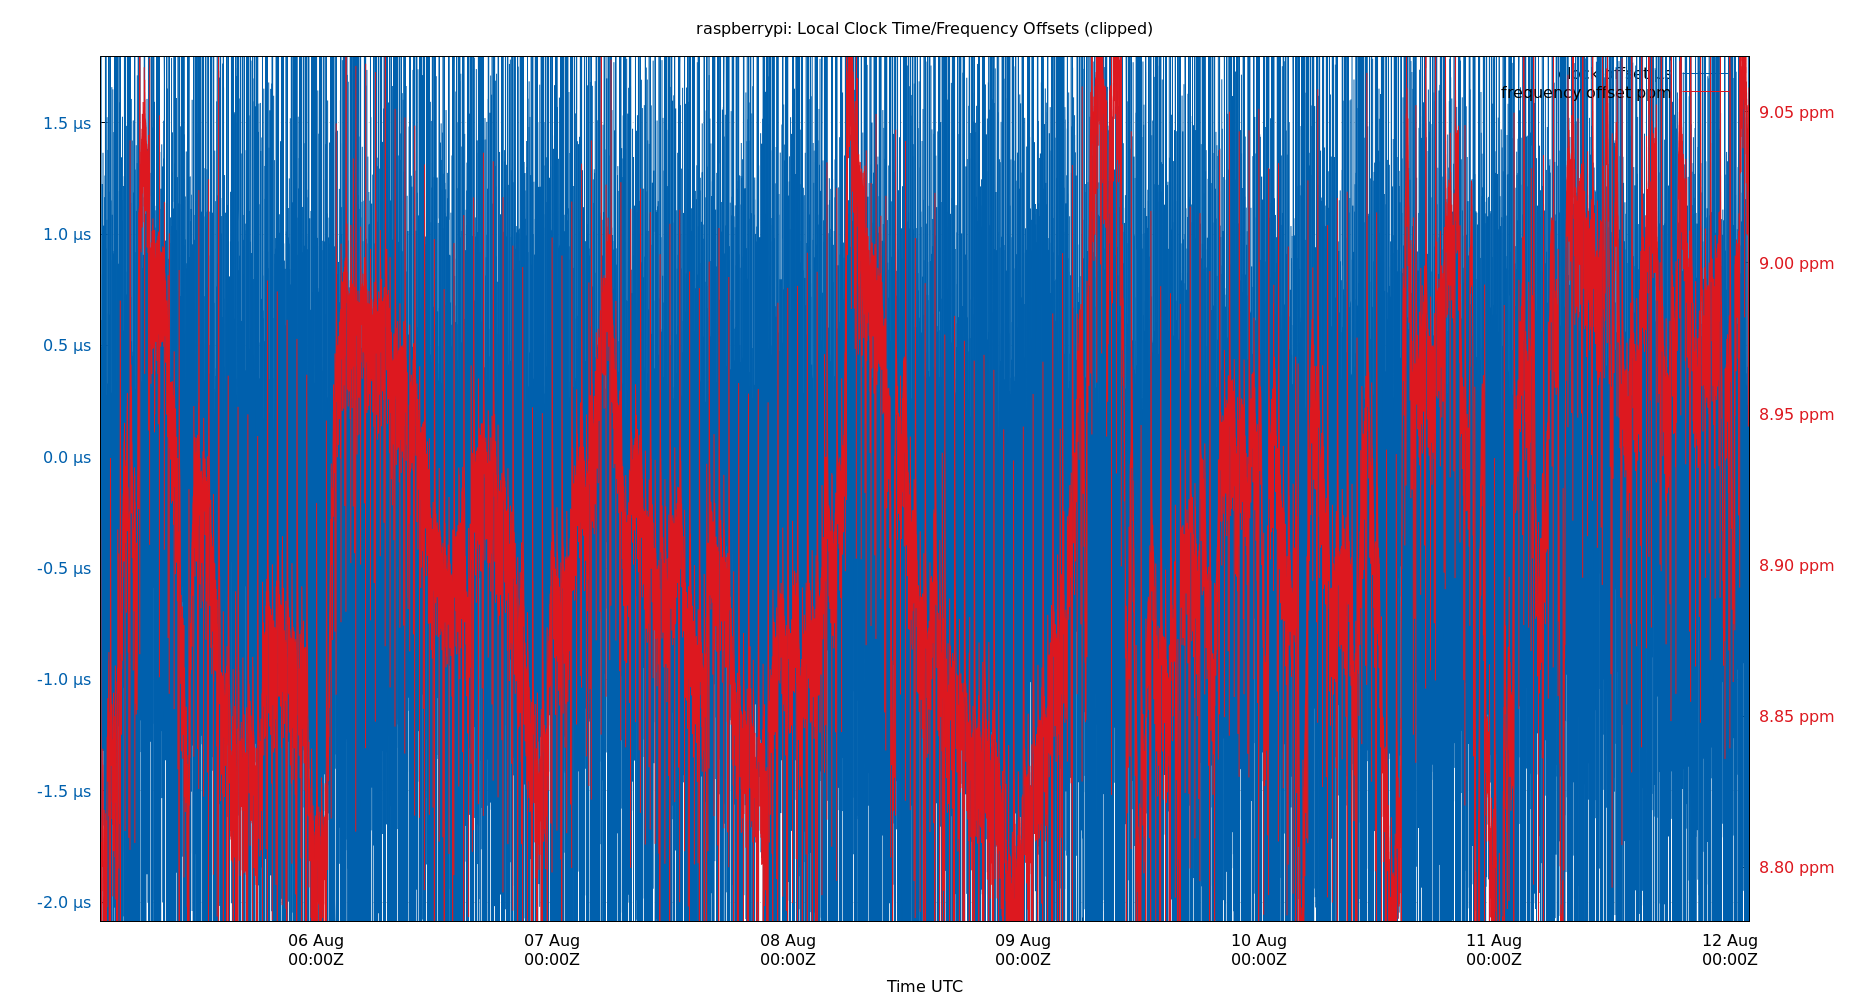 raspberrypi: Local Clock Time/Frequency Offsets (clipped)
clock offset µs
frequency offset ppm
1.5 µs
1.0 µs
0.5 µs
0.0 µs
-0.5 µs
-1.0 µs
-1.5 µs
-2.0 µs
9.05 ppm
9.00 ppm
8.95 ppm
8.90 ppm
8.85 ppm
8.80 ppm
06 Aug
00:00Z
07 Aug
00:00Z
08 Aug
00:00Z
09 Aug
00:00Z
10 Aug
00:00Z
11 Aug
00:00Z
12 Aug
00:00Z
Time UTC